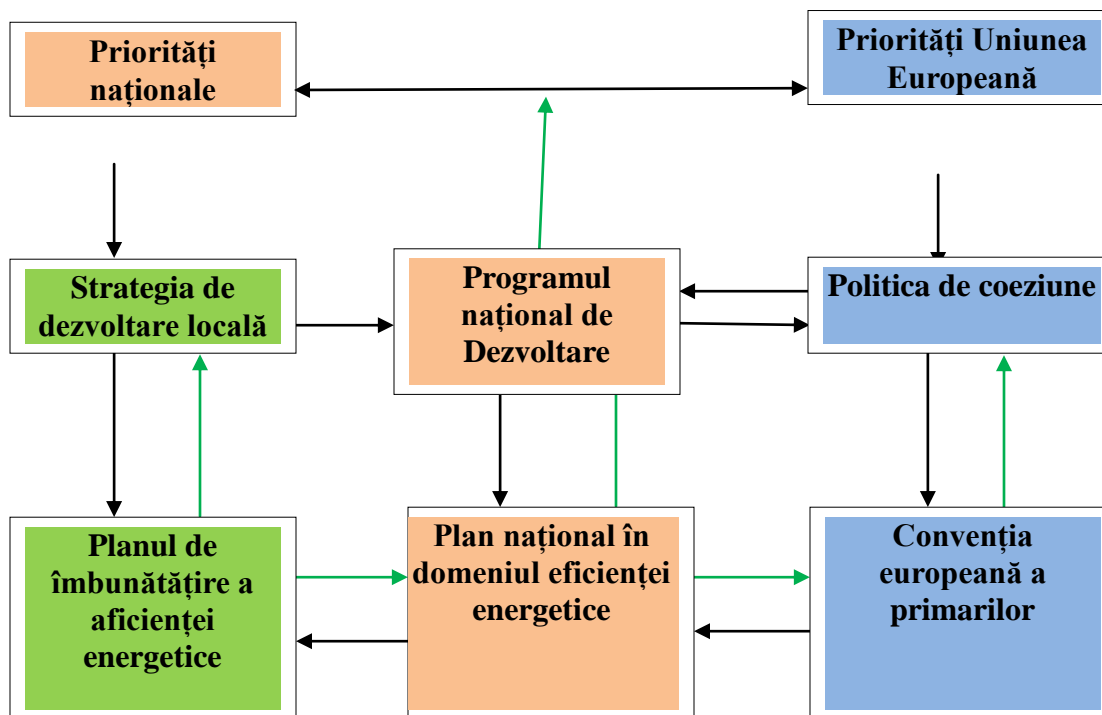 Priorități
naționale
Priorități Uniunea
Europeană
Strategia de
dezvoltare locală
Programul
național de
Dezvoltare
Politica de coeziune
Planul de
îmbunătățire a
aficienței
energetice
Plan național în
domeniul eficienței
energetice
Convenția
europeană a
primarilor